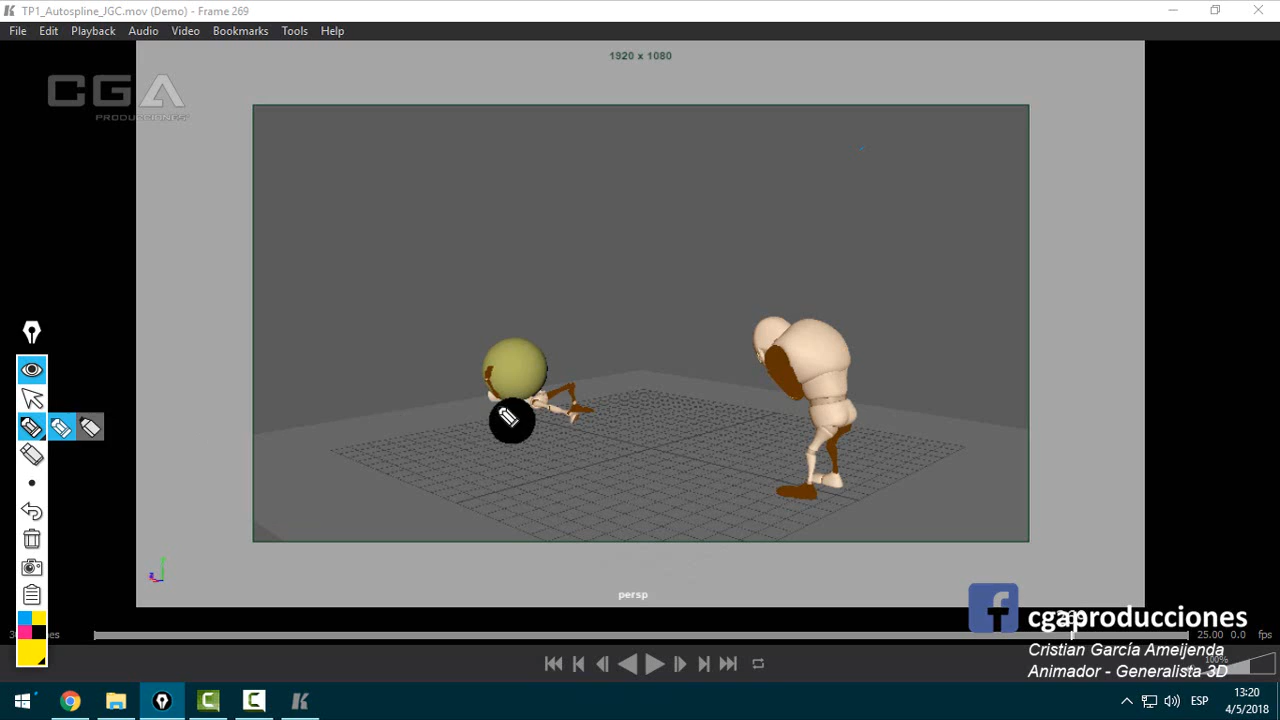 TP1_Autospline_JGC.mov (Demo) - Frame 269
File Edit Playback Audio Video Bookmarks Tools Help
1920 x 1080
CGA
PRODUCCIONES
persp
cgaproducciones
25.00 0.0 fps
Cristian García Ameijenda
100%
Animador - Generalista 3D
ESP
13:20
4/5/2018